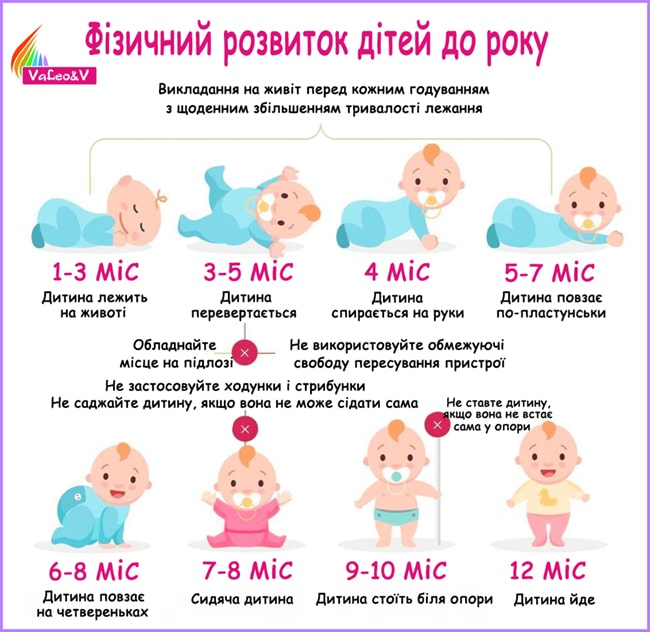 Фізичний розвиток дітей до року
VaLeo&V
Викладання на живіт перед кожним годуванням
з щоденним збільшенням тривалості лежання
1-3 МіС
Дитина лежить
на животі
3-5 МіС
Дитина
перевертається
4 МіС
Дитина
спирається на руки
5-7 МіС
Дитина повзає
по-пластунськи
Обладнайте
місце на підлозі
Не використовуйте обмежуючі
свободу пересування пристрої
Не застосовуйте ходунки і стрибунки
Не саджайте дитину, якщо вона не може сідати сама
Не ставте дитину,
якщо вона не встає
сама у опори
6-8 МіС
Дитина повзає
на четвереньках
7-8 МіС
Сидяча дитина
9-10 МіС
Дитина стоїть біля опори
12 МіС
Дитина йде